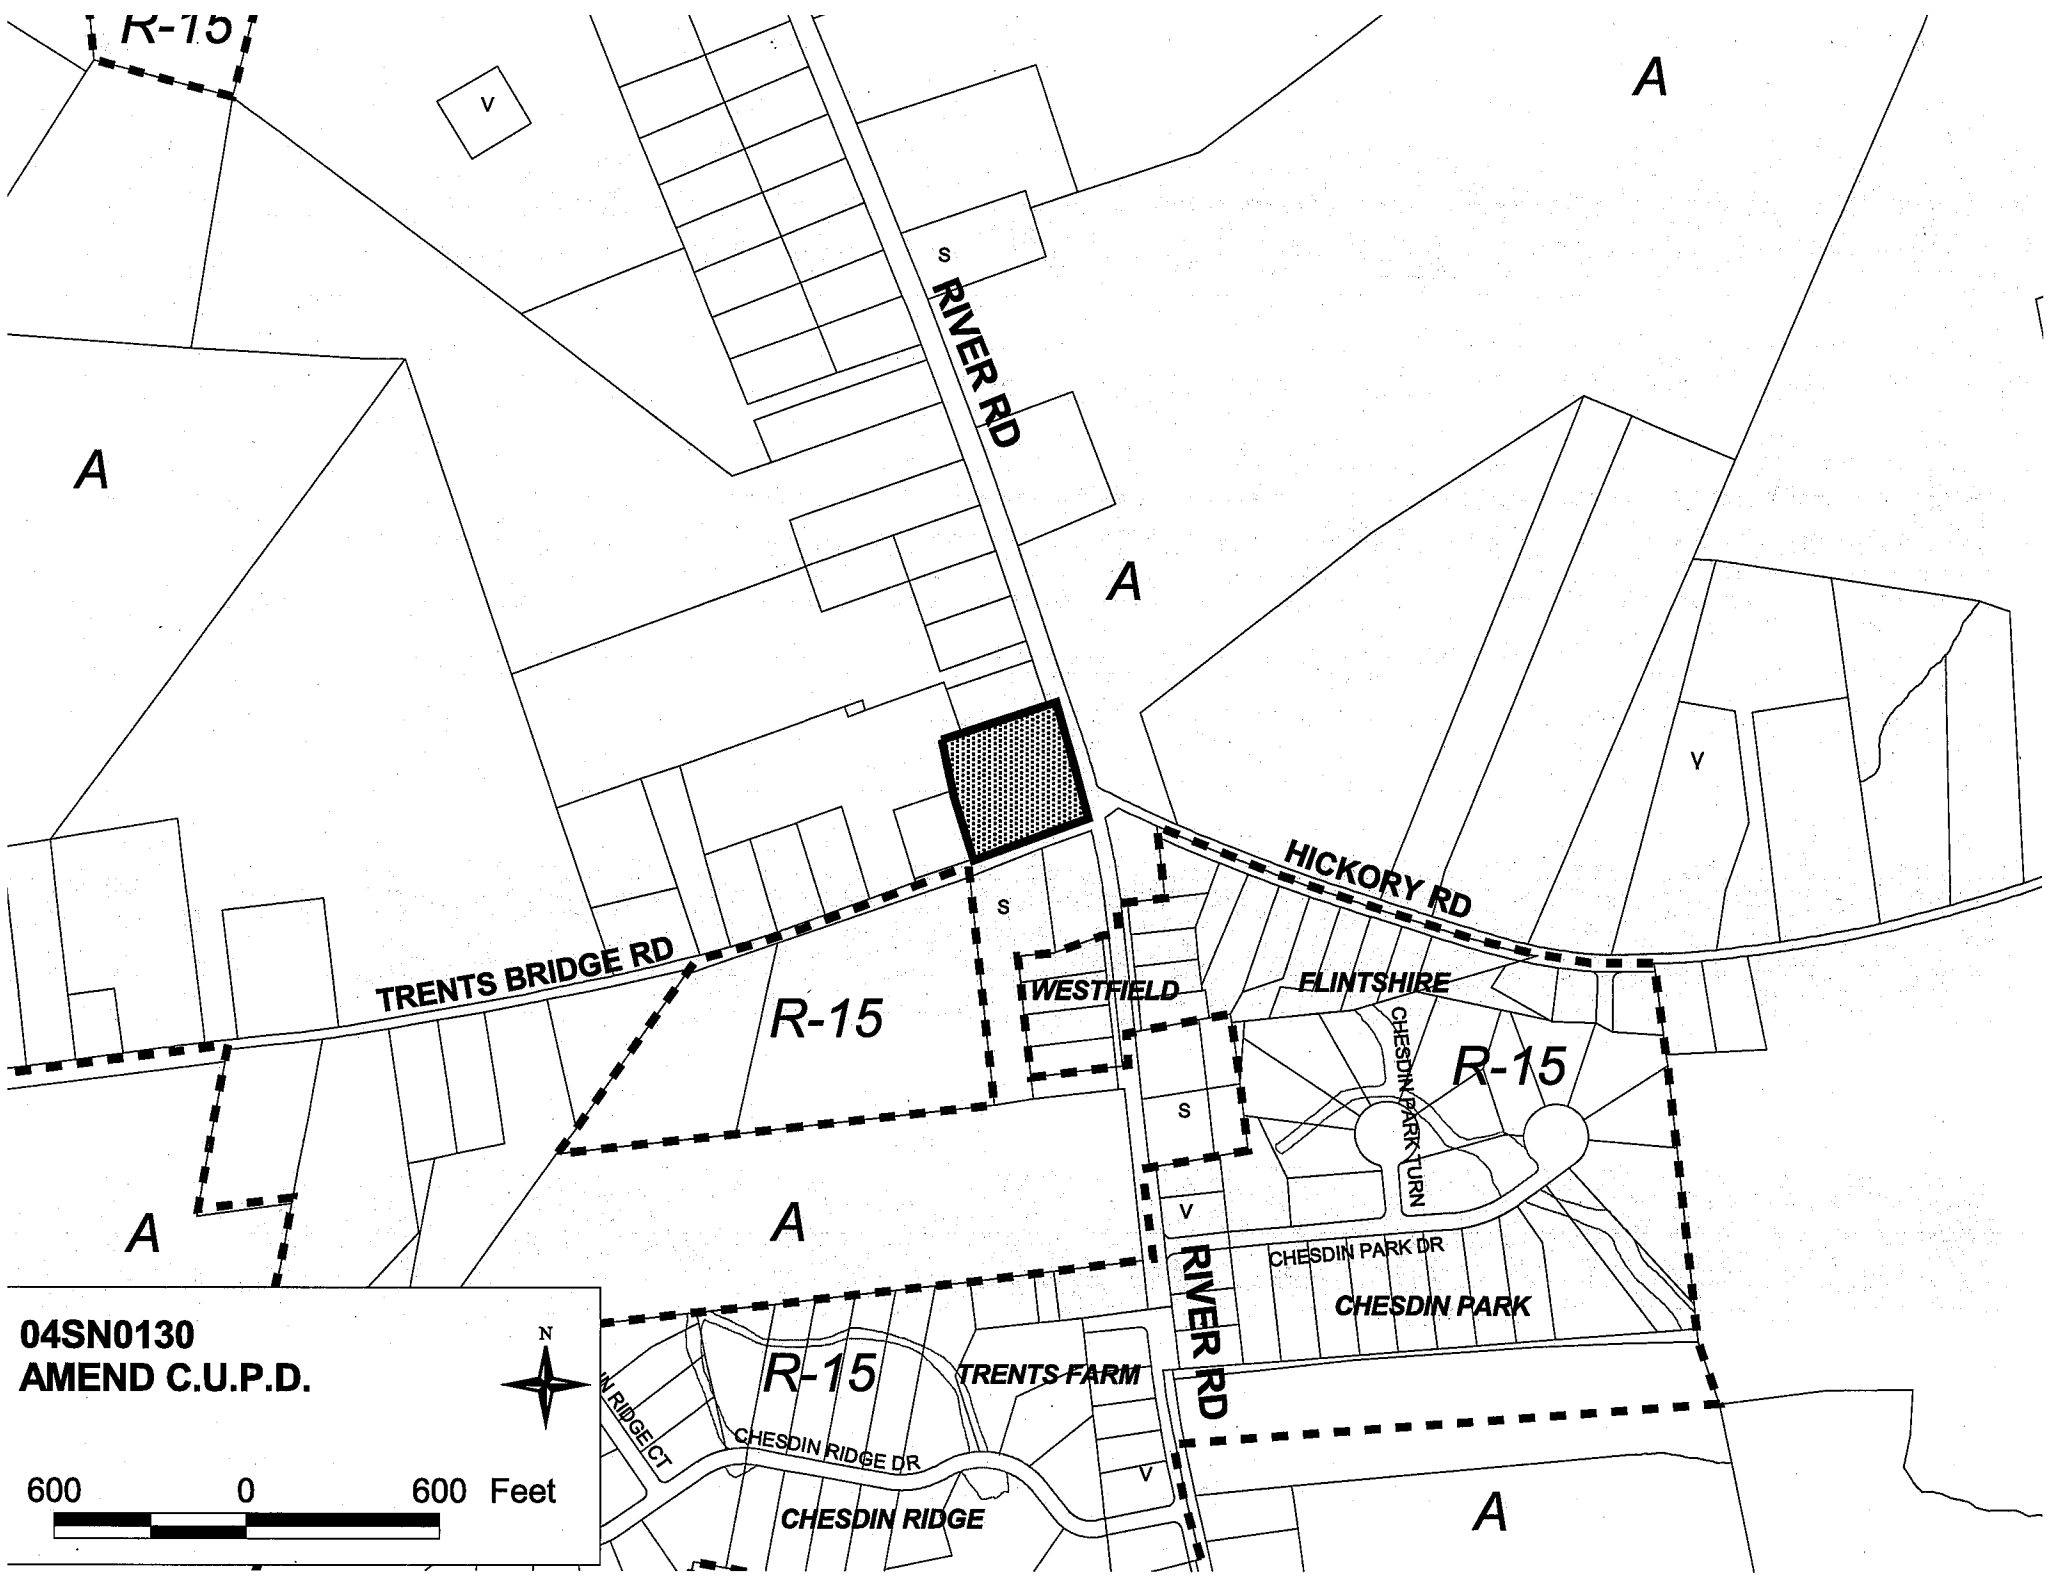 R-15
V
A
S
RIVER RD
A
A
V
HICKORY RD
S
TRENTS BRIDGE RD
WESTFIELD
FLINTSHIRE
R-15
CHESDIN PARK TURN
R-15
S
A
A
V
CHESDIN PARK DR
RIVER RD
CHESDIN PARK
04SN0130
AMEND C.U.P.D.
N
R-15
TRENTS FARM
IN RIDGE CT
CHESDIN RIDGE DR
V
600 0 600 Feet
CHESDIN RIDGE
A